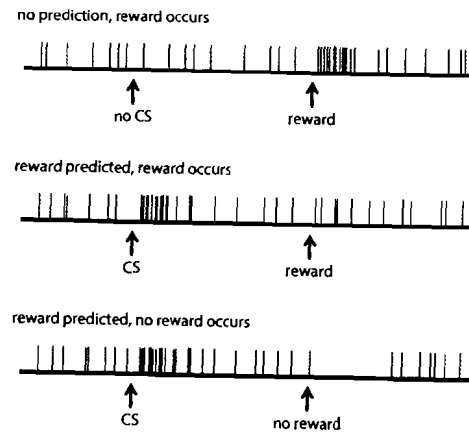 no prediction, reward occurs
no CS
reward
reward predicted, reward occurs
CS
reward
reward predicted, no reward occurs
CS
no reward